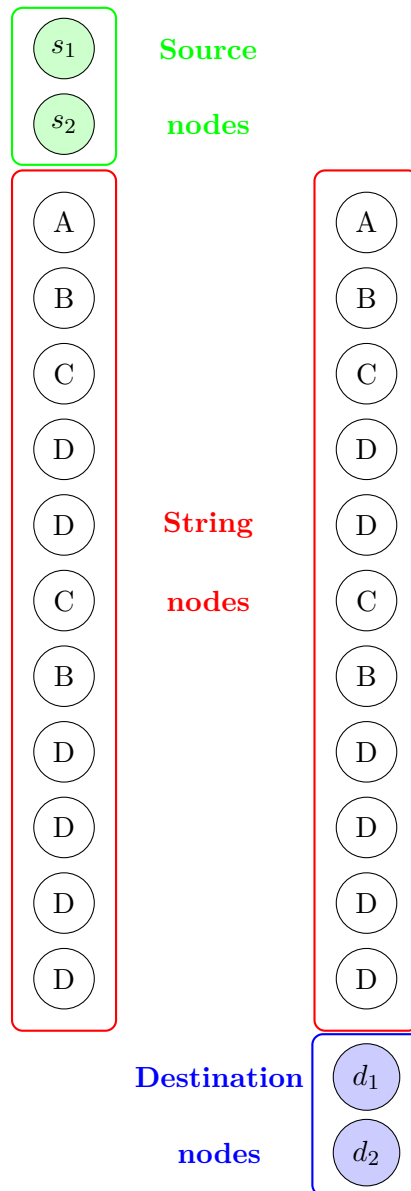 s₁ Source
s₂ nodes
A A
B B
C C
D D
D String D
C nodes C
B B
D D
D D
D D
D D
Destination d₁
nodes d₂